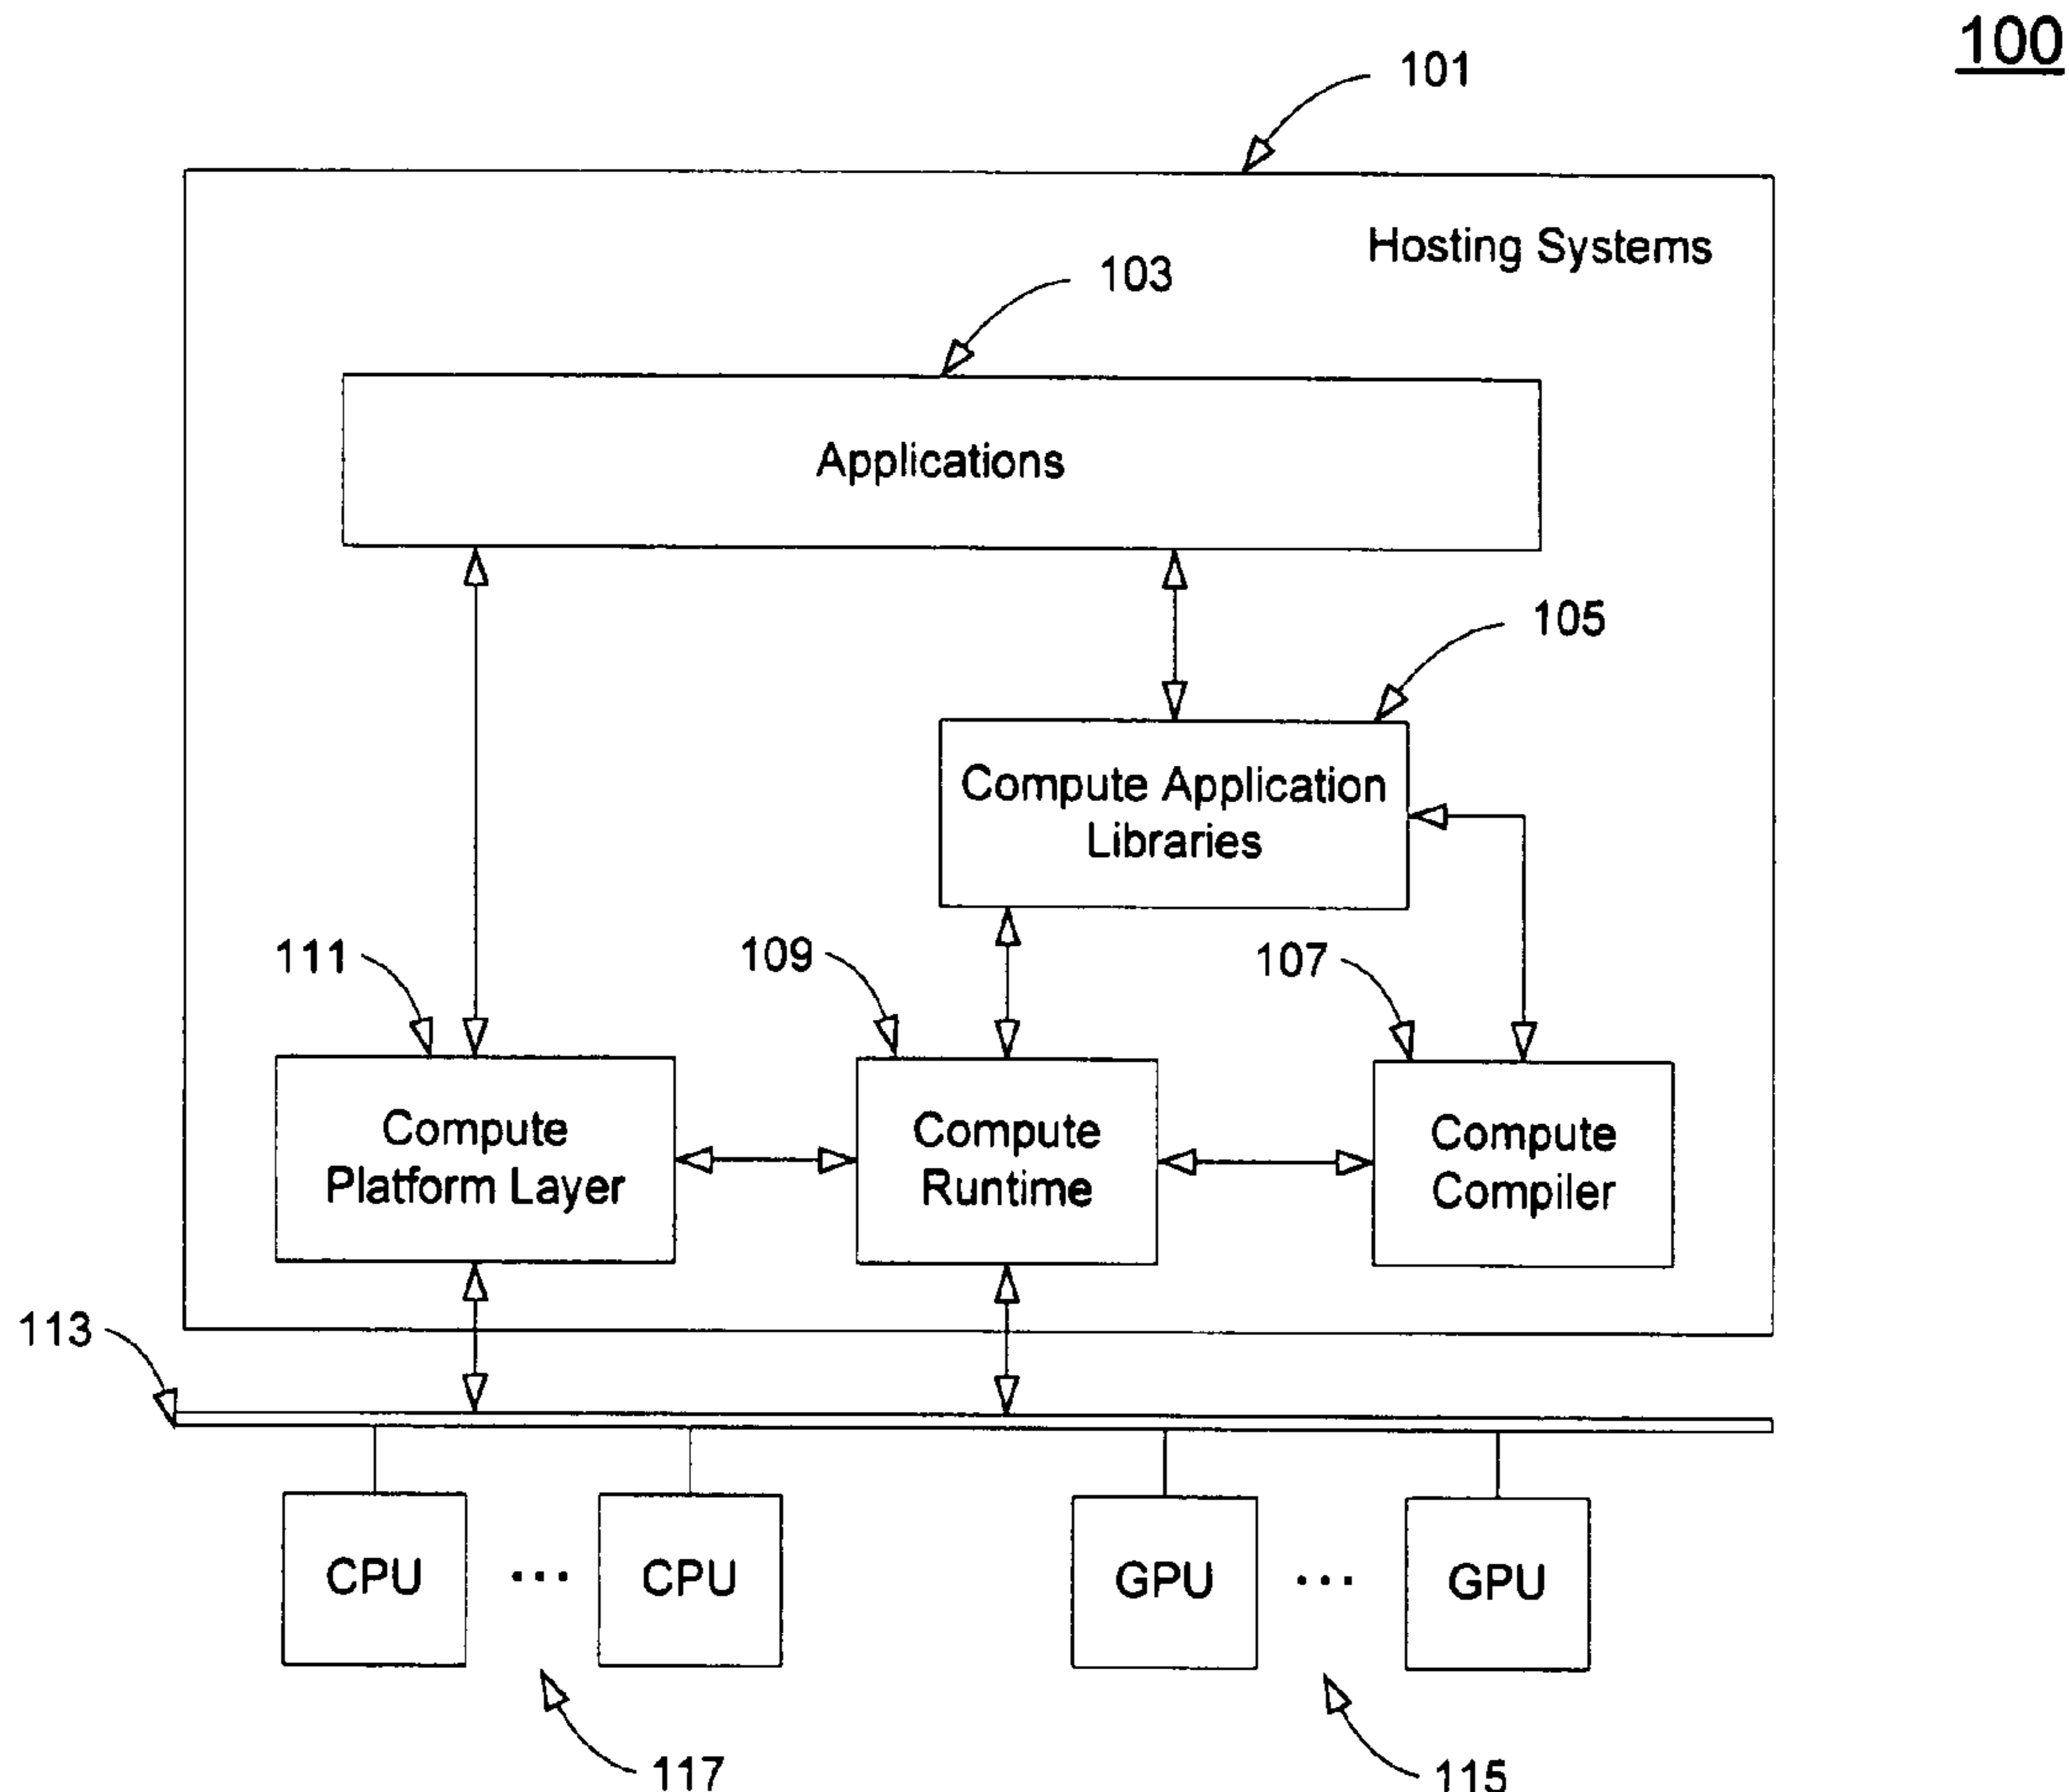 100
101
Hosting Systems
103
Applications
105
Compute Application
Libraries
111
109
107
Compute
Platform Layer
Compute
Runtime
Compute
Compiler
113
CPU
...
CPU
GPU
...
GPU
117
115